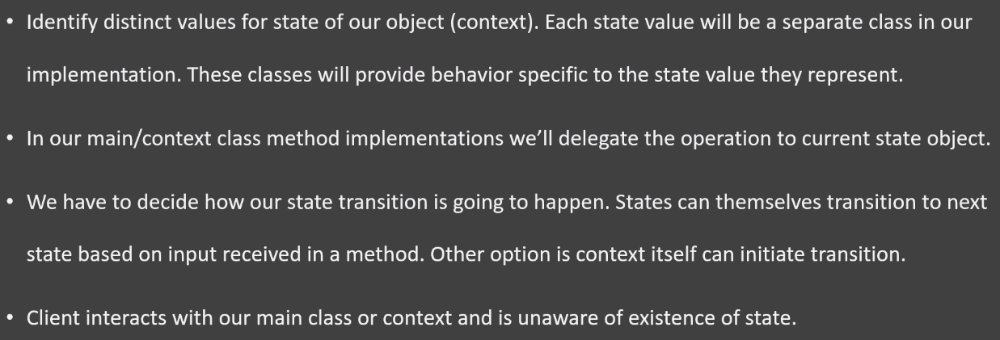 • Identify distinct values for state of our object (context). Each state value will be a separate class in our
implementation. These classes will provide behavior specific to the state value they represent.
• In our main/context class method implementations we’ll delegate the operation to current state object.
• We have to decide how our state transition is going to happen. States can themselves transition to next
state based on input received in a method. Other option is context itself can initiate transition.
• Client interacts with our main class or context and is unaware of existence of state.